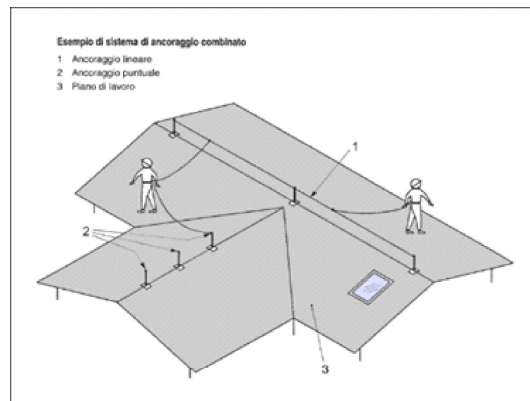 Esempio di sistema di ancoraggio combinato
1 Ancoraggio lineare
2 Ancoraggio puntuale
3 Piano di lavoro
1
2
3